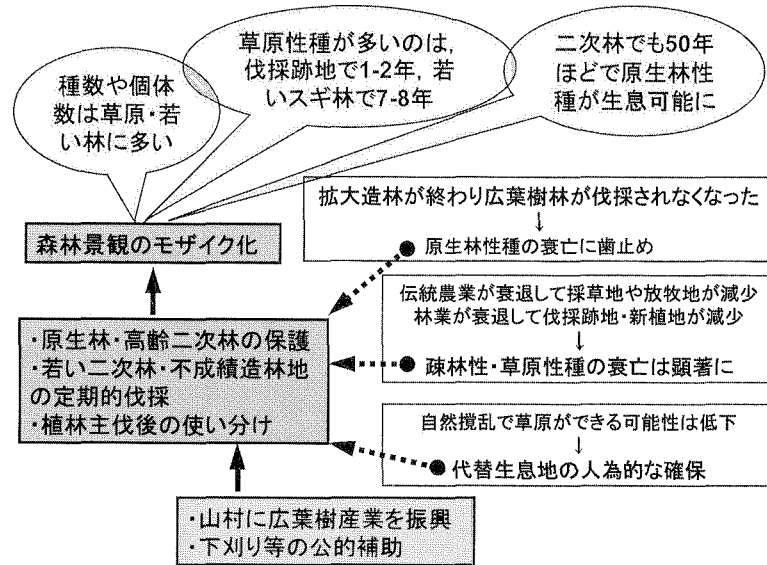 種数や個体
数は草原・若
い林に多い
草原性種が多いのは，
伐採跡地で1-2年，若
いスギ林で7-8年
二次林でも50年
ほどで原生林性
種が生息可能に
森林景観のモザイク化
拡大造林が終わり広葉樹林が伐採されなくなった
↓
原生林性種の衰亡に歯止め
伝統農業が衰退して採草地や放牧地が減少
林業が衰退して伐採跡地・新植地が減少
↓
疎林性・草原性種の衰亡は顕著に
・原生林・高齢二次林の保護
・若い二次林・不成績造林地
の定期的伐採
・植林主伐後の使い分け
自然撹乱で草原ができる可能性は低下
↓
代替生息地の人為的な確保
・山村に広葉樹産業を振興
・下刈り等の公的補助